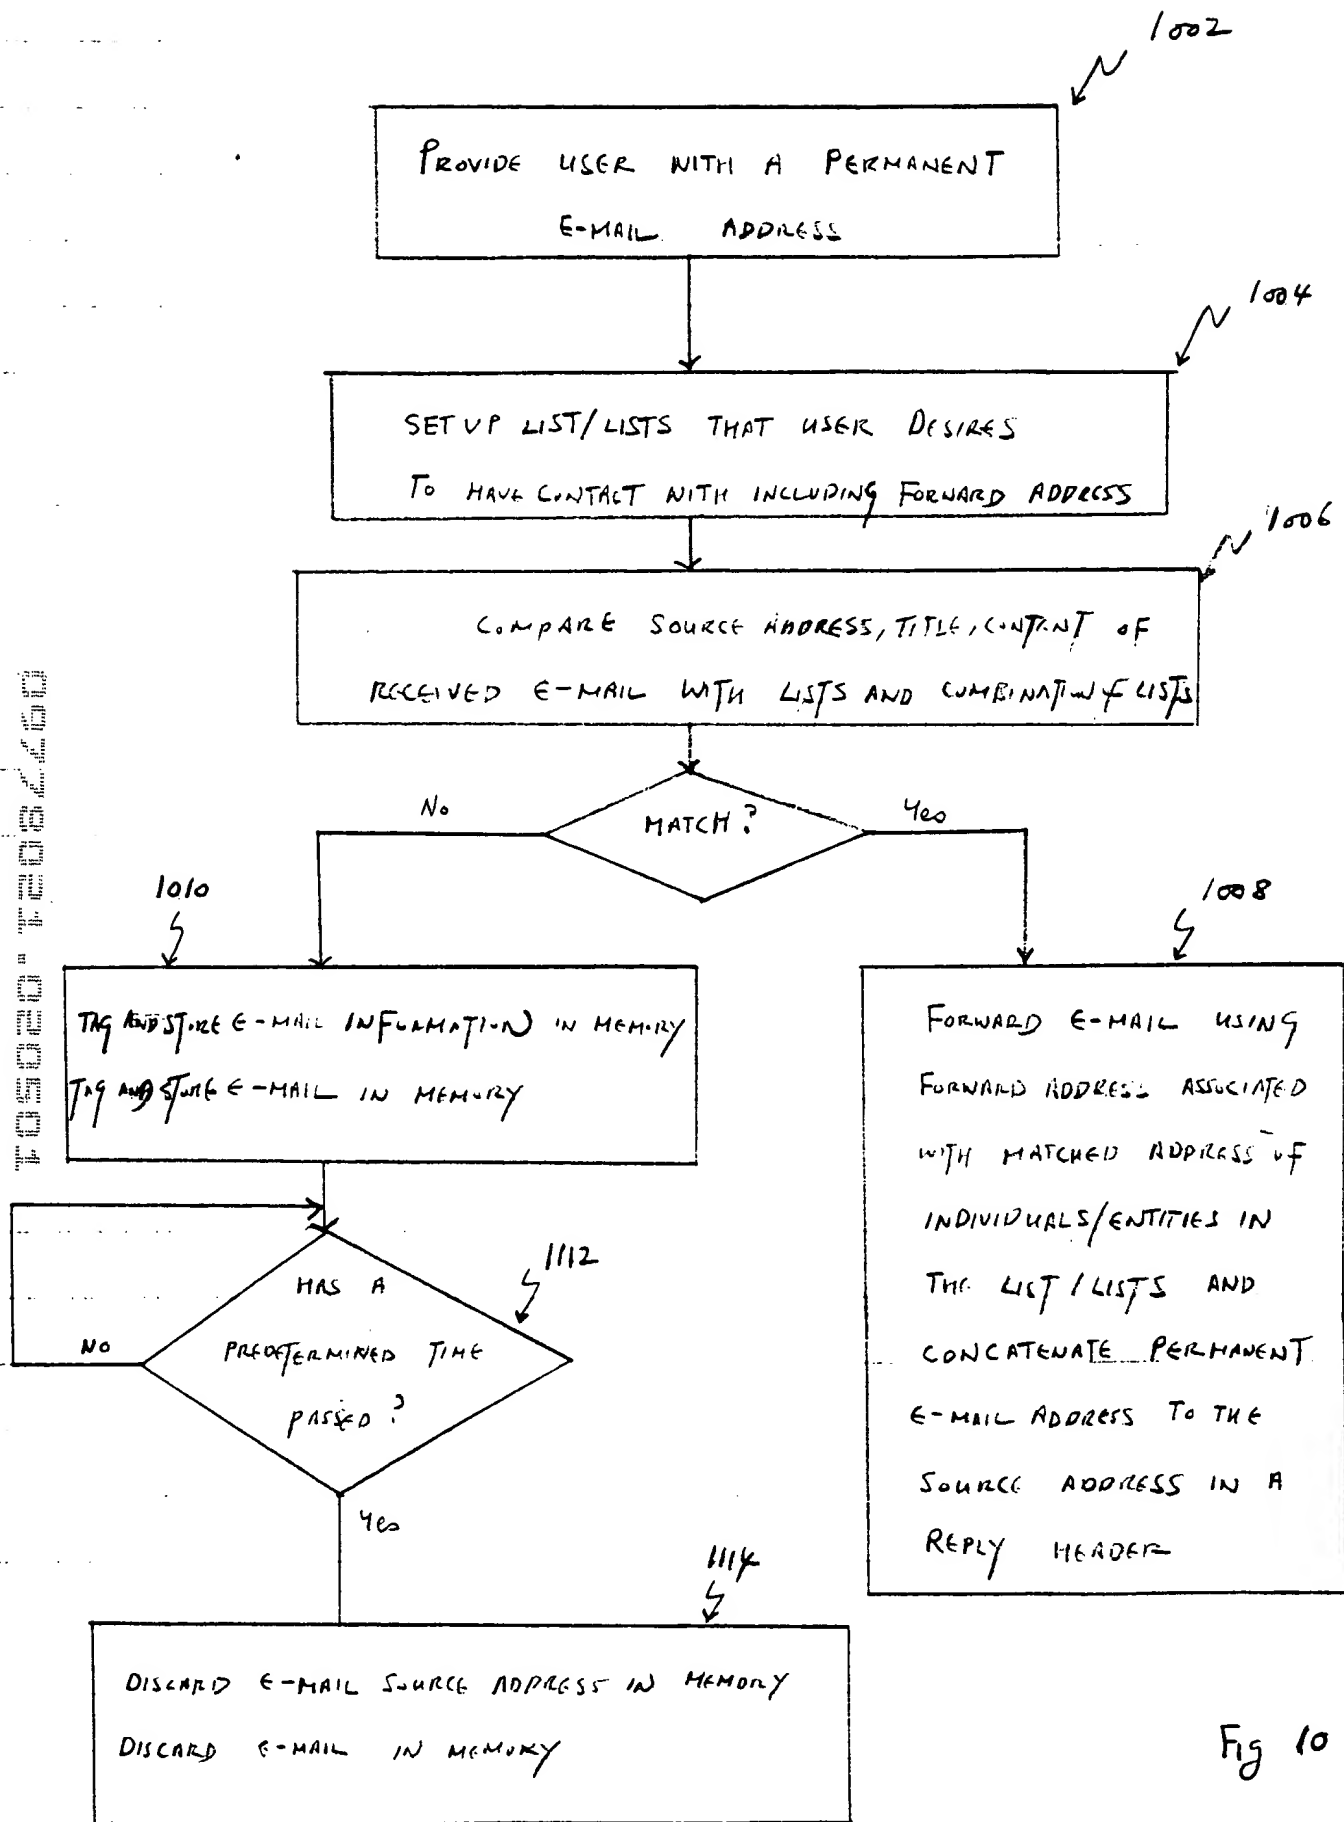 1002
PROVIDE USER WITH A PERMANENT
E-MAIL ADDRESS
1004
SET UP LIST/LISTS THAT USER DESIRES
TO HAVE CONTACT WITH INCLUDING FORWARD ADDRESS
1006
COMPARE SOURCE ADDRESS, TITLE, CONTENT OF
RECEIVED E-MAIL WITH LISTS AND COMBINATION OF LISTS
MATCH?
No
Yes
1010
TAG AND STORE E-MAIL INFORMATION IN MEMORY
TAG AND STORE E-MAIL IN MEMORY
1008
FORWARD E-MAIL USING
FORWARD ADDRESS ASSOCIATED
WITH MATCHED ADDRESS OF
INDIVIDUALS/ENTITIES IN
THE LIST/LISTS AND
CONCATENATE PERMANENT
E-MAIL ADDRESS TO THE
SOURCE ADDRESS IN A
REPLY HEADER
1112
HAS A
PREDETERMINED TIME
PASSED?
NO
Yes
1114
DISCARD E-MAIL SOURCE ADDRESS IN MEMORY
DISCARD E-MAIL IN MEMORY
Fig 10